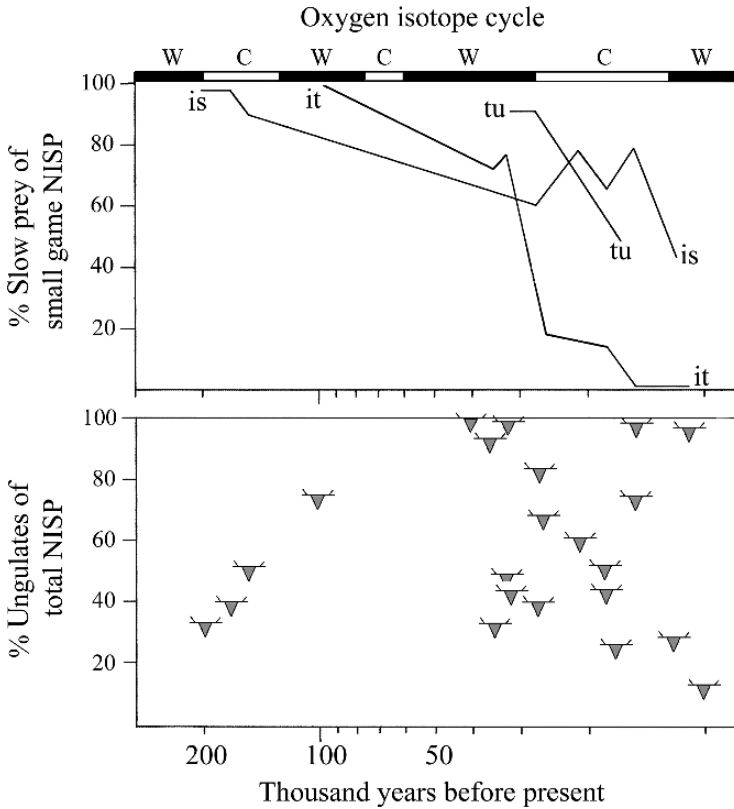 Oxygen isotope cycle
W C W C W C W
% Slow prey of
small game NISP
100
80
60
40
20
is
it
tu
tu
is
it
% Ungulates of
total NISP
100
80
60
40
20
200 100 50
Thousand years before present